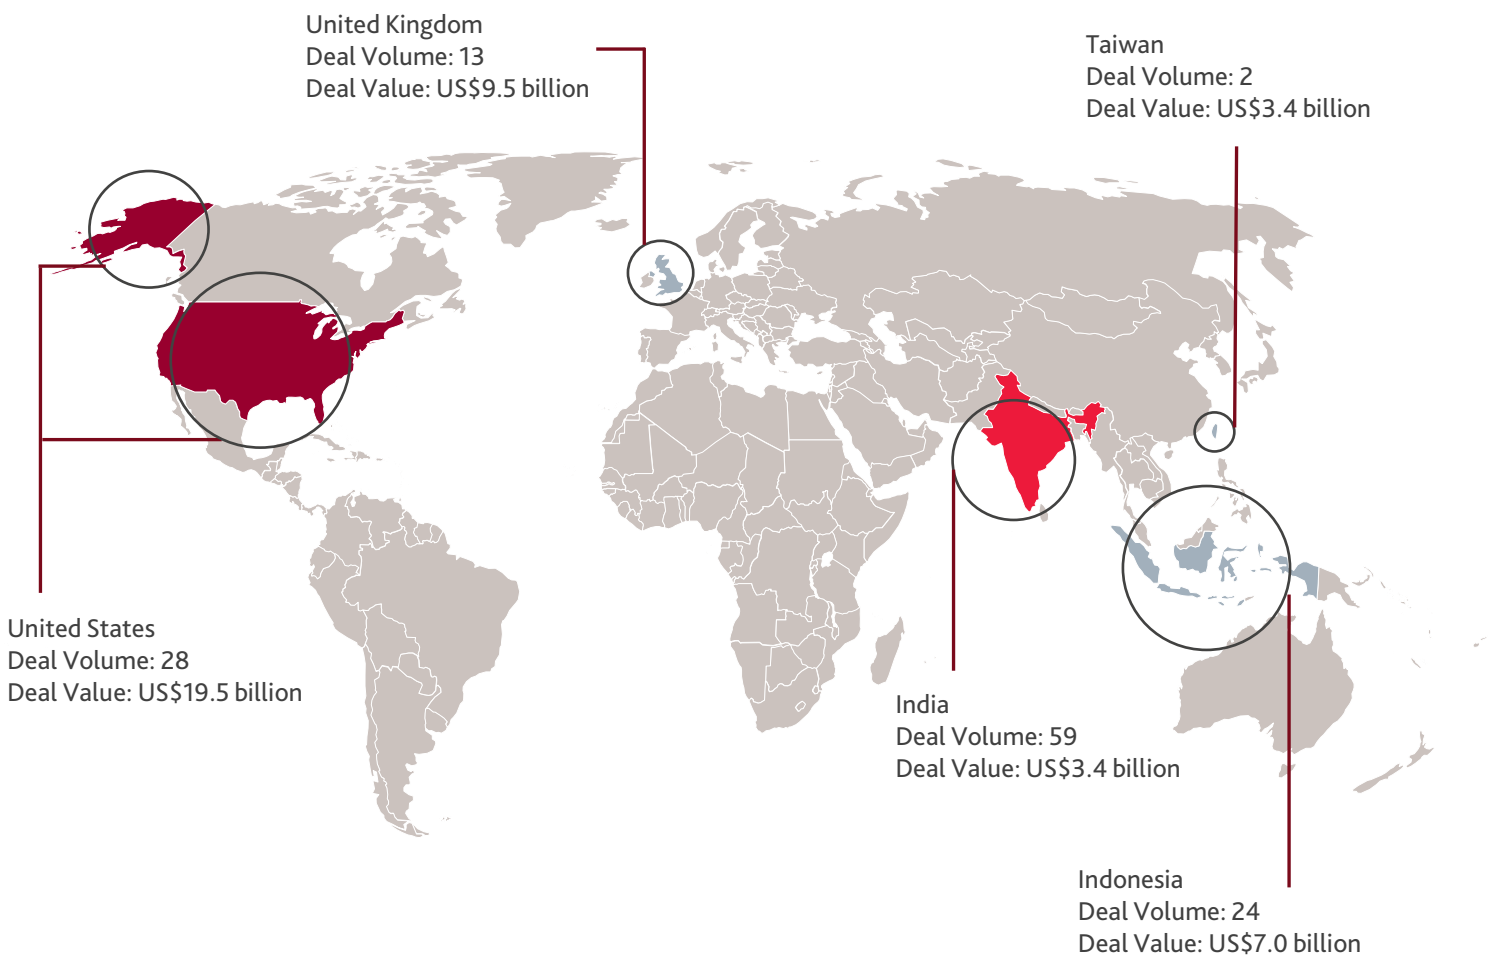 United Kingdom
Deal Volume: 13
Deal Value: US$9.5 billion
Taiwan
Deal Volume: 2
Deal Value: US$3.4 billion
United States
Deal Volume: 28
Deal Value: US$19.5 billion
India
Deal Volume: 59
Deal Value: US$3.4 billion
Indonesia
Deal Volume: 24
Deal Value: US$7.0 billion